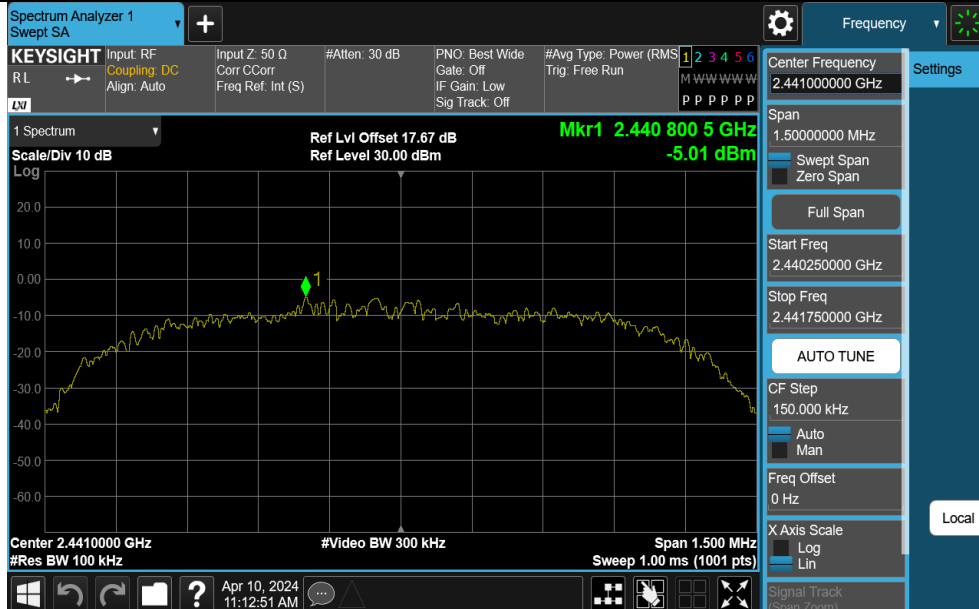 Spectrum Analyzer 1
Swept SA
+
Frequency
KEYSIGHT
RL
LXI
Input: RF
Coupling: DC
Align: Auto
Input Z: 50 Ω
Corr CCorr
Freq Ref: Int (S)
#Atten: 30 dB
PNO: Best Wide
Gate: Off
IF Gain: Low
Sig Track: Off
#Avg Type: Power (RMS
Trig: Free Run
1 2 3 4 5 6
M W W W W W
P P P P P P
1 Spectrum
Scale/Div 10 dB
Log
Ref Lvl Offset 17.67 dB
Ref Level 30.00 dBm
Mkr1 2.440 800 5 GHz
-5.01 dBm
20.0
10.0
0.00
-10.0
-20.0
-30.0
-40.0
-50.0
-60.0
1
Center 2.4410000 GHz
#Res BW 100 kHz
#Video BW 300 kHz
Span 1.500 MHz
Sweep 1.00 ms (1001 pts)
?
Apr 10, 2024
11:12:51 AM
Center Frequency
2.441000000 GHz
Span
1.50000000 MHz
Swept Span
Zero Span
Full Span
Start Freq
2.440250000 GHz
Stop Freq
2.441750000 GHz
AUTO TUNE
CF Step
150.000 kHz
Auto
Man
Freq Offset
0 Hz
X Axis Scale
Log
Lin
Signal Track
(Span Zoom)
Settings
Local